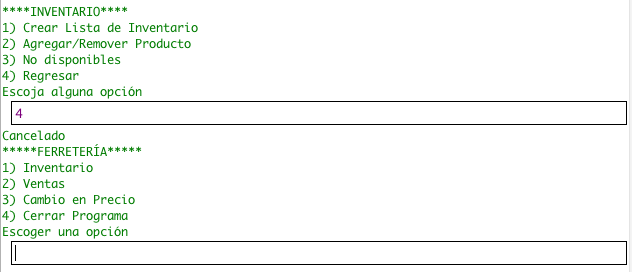 ****INVENTARIO****
1) Crear Lista de Inventario
2) Agregar/Remover Producto
3) No disponibles
4) Regresar
Escoja alguna opción
4
Cancelado
*****FERRETERÍA*****
1) Inventario
2) Ventas
3) Cambio en Precio
4) Cerrar Programa
Escoger una opción